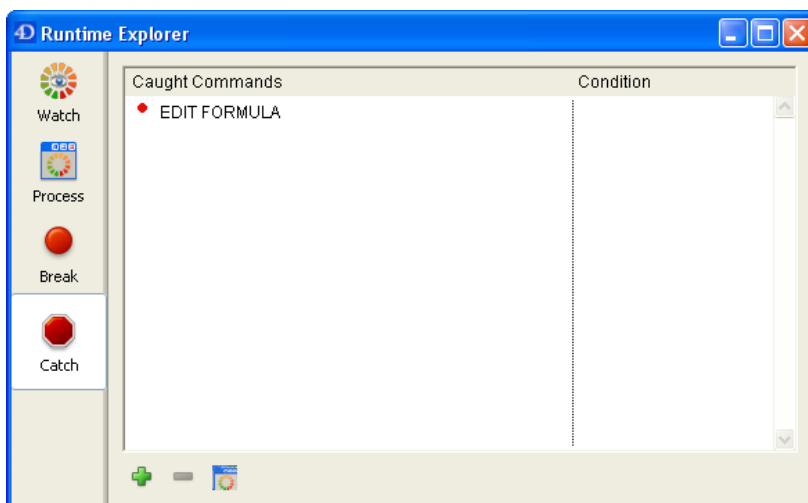 4D Runtime Explorer
Watch
Process
Break
Catch
Caught Commands Condition
EDIT FORMULA